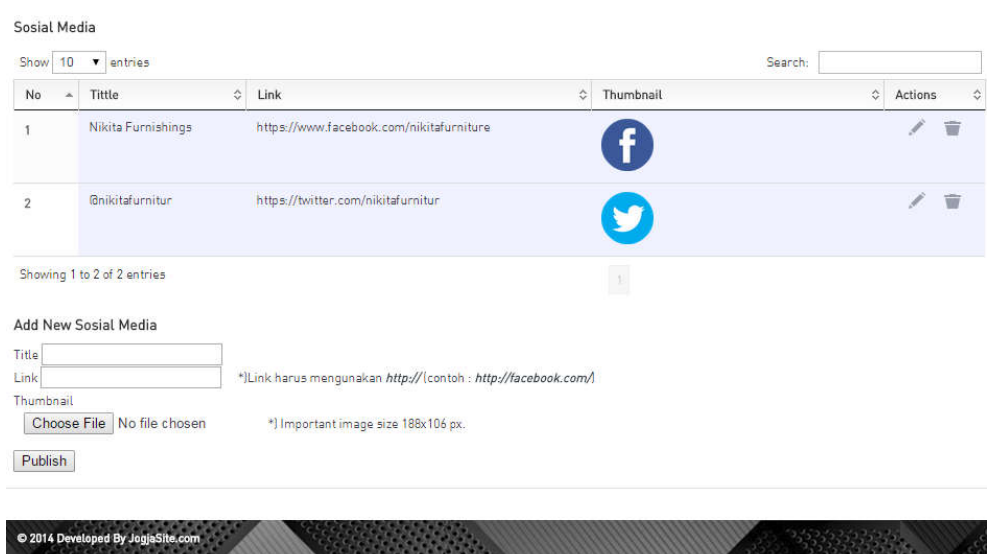 Sosial Media
Show 10 entries Search:
No Tittle Link Thumbnail Actions
1 Nikita Furnishings https://www.facebook.com/nikitafurniture
2 @nikitafurnitur https://twitter.com/nikitafurnitur
Showing 1 to 2 of 2 entries 1
Add New Sosial Media
Title
Link *)Link harus mengunakan http:// (contoh : http://facebook.com/)
Thumbnail
Choose File No file chosen *) Important image size 188x106 px.
Publish
© 2014 Developed By JogjaSite.com